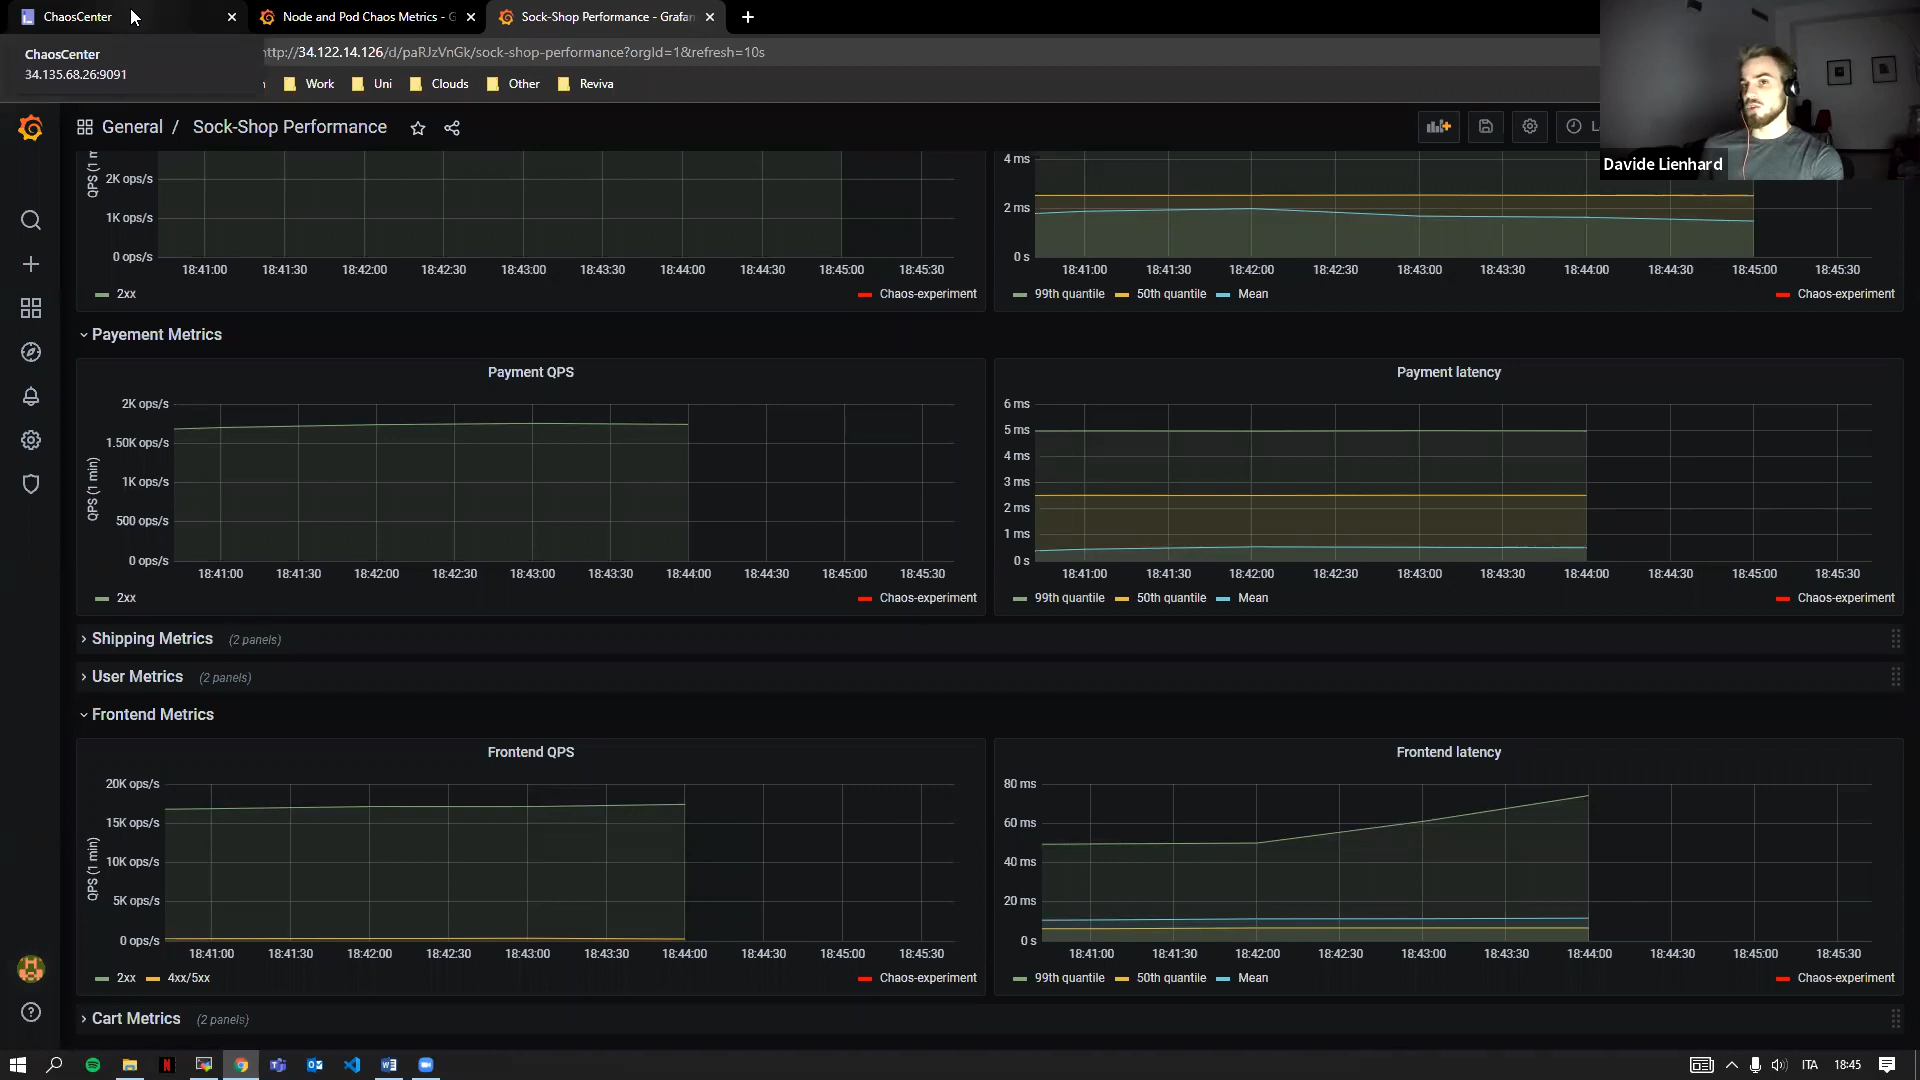 ChaosCenter
Node and Pod Chaos Metrics - G
Sock-Shop Performance - Grafan
ChaosCenter
34.135.68.26:9091
http://34.122.14.126/d/paRJzVnGk/sock-shop-performance?orgId=1&refresh=10s
Work
Uni
Clouds
Other
Reviva
General / Sock-Shop Performance
L
Davide Lienhard
QPS (1 m
2K ops/s
1K ops/s
0 ops/s
18:41:00 18:41:30 18:42:00 18:42:30 18:43:00 18:43:30 18:44:00 18:44:30 18:45:00 18:45:30
2xx
Chaos-experiment
4 ms
2 ms
0 s
18:41:00 18:41:30 18:42:00 18:42:30 18:43:00 18:43:30 18:44:00 18:44:30 18:45:00 18:45:30
99th quantile 50th quantile Mean
Chaos-experiment
Payement Metrics
Payment QPS
QPS (1 min)
2K ops/s
1.50K ops/s
1K ops/s
500 ops/s
0 ops/s
18:41:00 18:41:30 18:42:00 18:42:30 18:43:00 18:43:30 18:44:00 18:44:30 18:45:00 18:45:30
2xx
Chaos-experiment
Payment latency
6 ms
5 ms
4 ms
3 ms
2 ms
1 ms
0 s
18:41:00 18:41:30 18:42:00 18:42:30 18:43:00 18:43:30 18:44:00 18:44:30 18:45:00 18:45:30
99th quantile 50th quantile Mean
Chaos-experiment
Shipping Metrics (2 panels)
User Metrics (2 panels)
Frontend Metrics
Frontend QPS
QPS (1 min)
20K ops/s
15K ops/s
10K ops/s
5K ops/s
0 ops/s
18:41:00 18:41:30 18:42:00 18:42:30 18:43:00 18:43:30 18:44:00 18:44:30 18:45:00 18:45:30
2xx 4xx/5xx
Chaos-experiment
Frontend latency
80 ms
60 ms
40 ms
20 ms
0 s
18:41:00 18:41:30 18:42:00 18:42:30 18:43:00 18:43:30 18:44:00 18:44:30 18:45:00 18:45:30
99th quantile 50th quantile Mean
Chaos-experiment
Cart Metrics (2 panels)
ITA
18:45